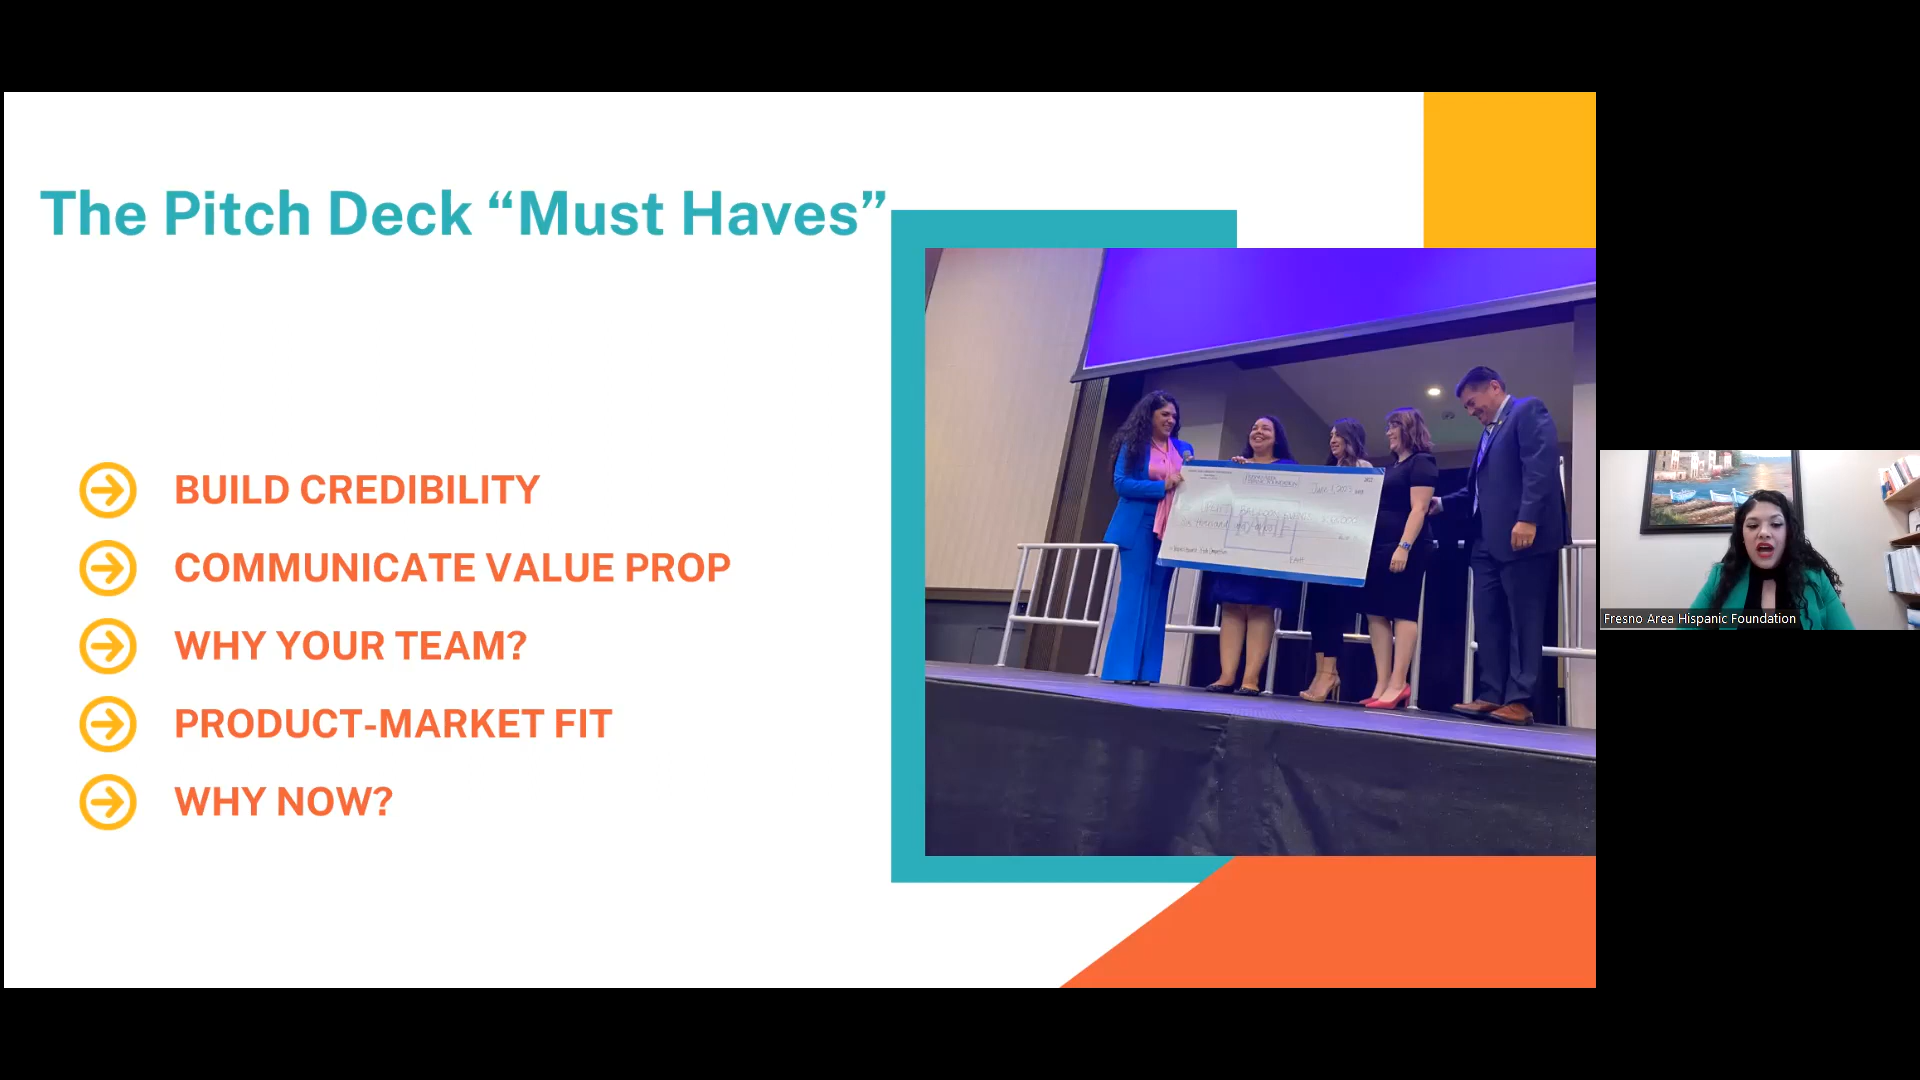 The Pitch Deck “Must Haves”
BUILD CREDIBILITY
COMMUNICATE VALUE PROP
WHY YOUR TEAM?
PRODUCT-MARKET FIT
WHY NOW?
Fresno Area Hispanic Foundation